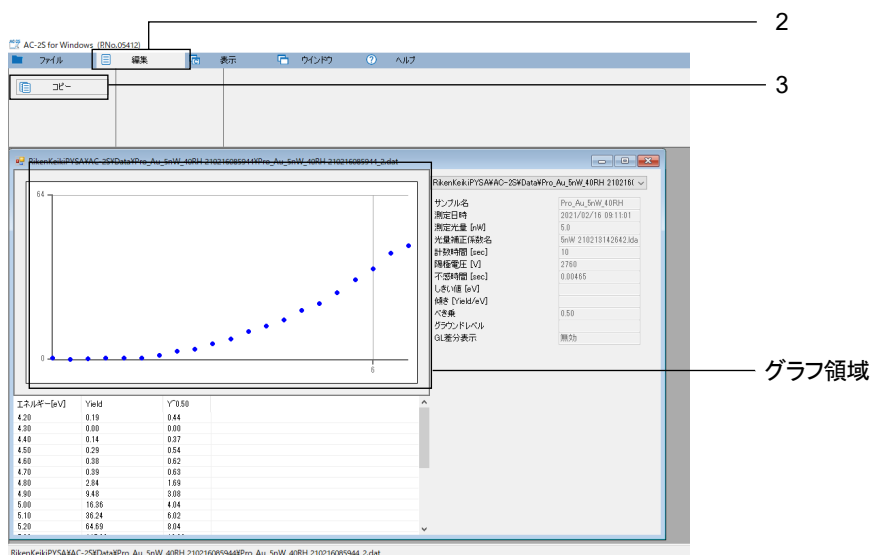 2
AC-2S for Windows (RNo.05412)
ファイル 編集 表示 ウインドウ ヘルプ
コピー
3
RikenKeikiPYSA¥AC-2S¥Data¥Pro_Au_5nW_40RH 210216085944¥Pro_Au_5nW_40RH 210216085944_2.dat
RikenKeikiPYSA¥AC-2S¥Data¥Pro_Au_5nW_40RH 210216(
64
0
6
サンプル名 Pro_Au_5nW_40RH
測定日時 2021/02/16 09:11:01
測定光量 [nW] 5.0
光量補正係数名 5nW 210213142642.lda
計数時間 [sec] 10
陽極電圧 [V] 2760
不感時間 [sec] 0.00465
しきい値 [eV]
傾き [Yield/eV]
べき乗 0.50
グラウンドレベル
GL差分表示 無効
グラフ領域
エネルギー[eV] Yield Y^0.50
4.20 0.19 0.44
4.30 0.00 0.00
4.40 0.14 0.37
4.50 0.29 0.54
4.60 0.38 0.62
4.70 0.39 0.63
4.80 2.84 1.69
4.90 9.48 3.08
5.00 16.36 4.04
5.10 36.24 6.02
5.20 64.69 8.04
RikenKeikiPYSA¥AC-2S¥Data¥Pro_Au_5nW_40RH 210216085944¥Pro_Au_5nW_40RH 210216085944_2.dat